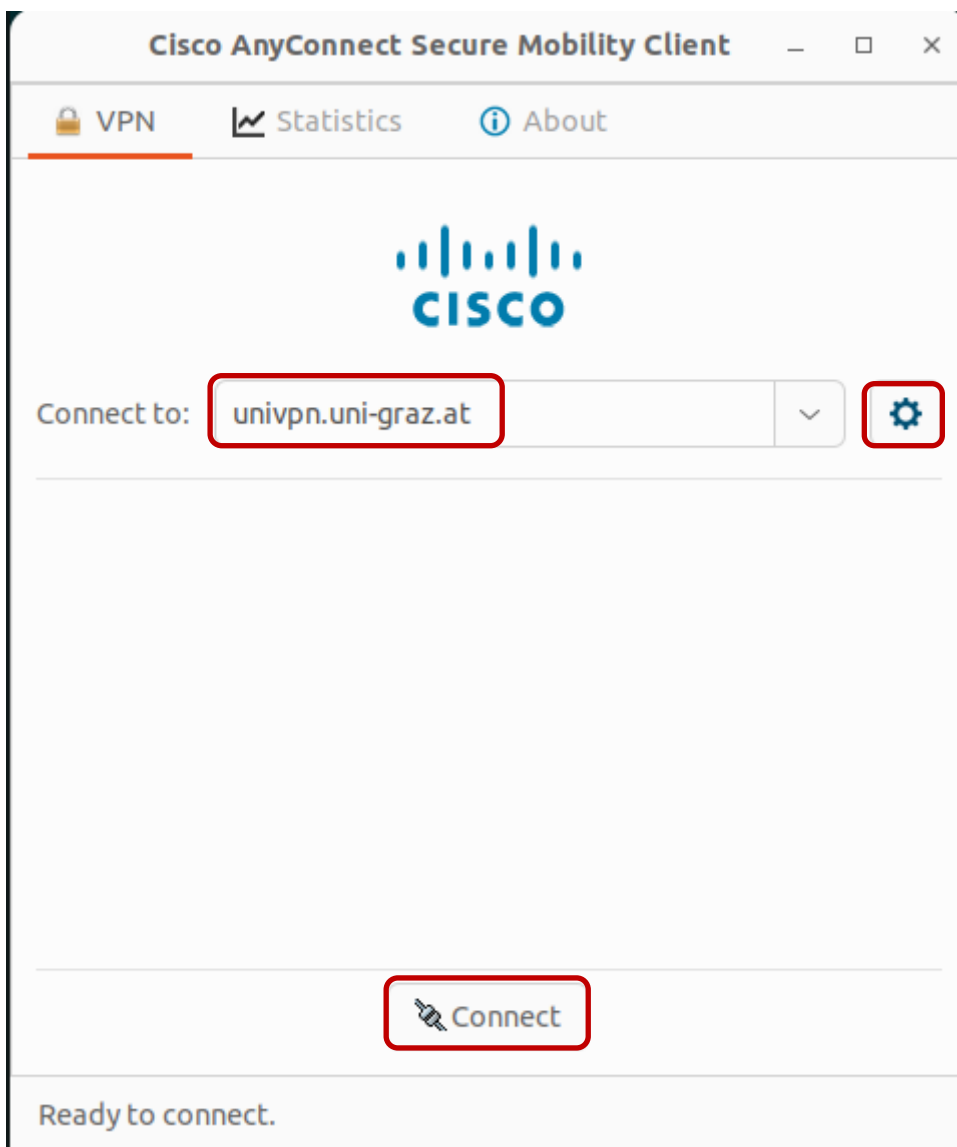 Cisco AnyConnect Secure Mobility Client
VPN Statistics About
CISCO
Connect to: univpn.uni-graz.at
Connect
Ready to connect.